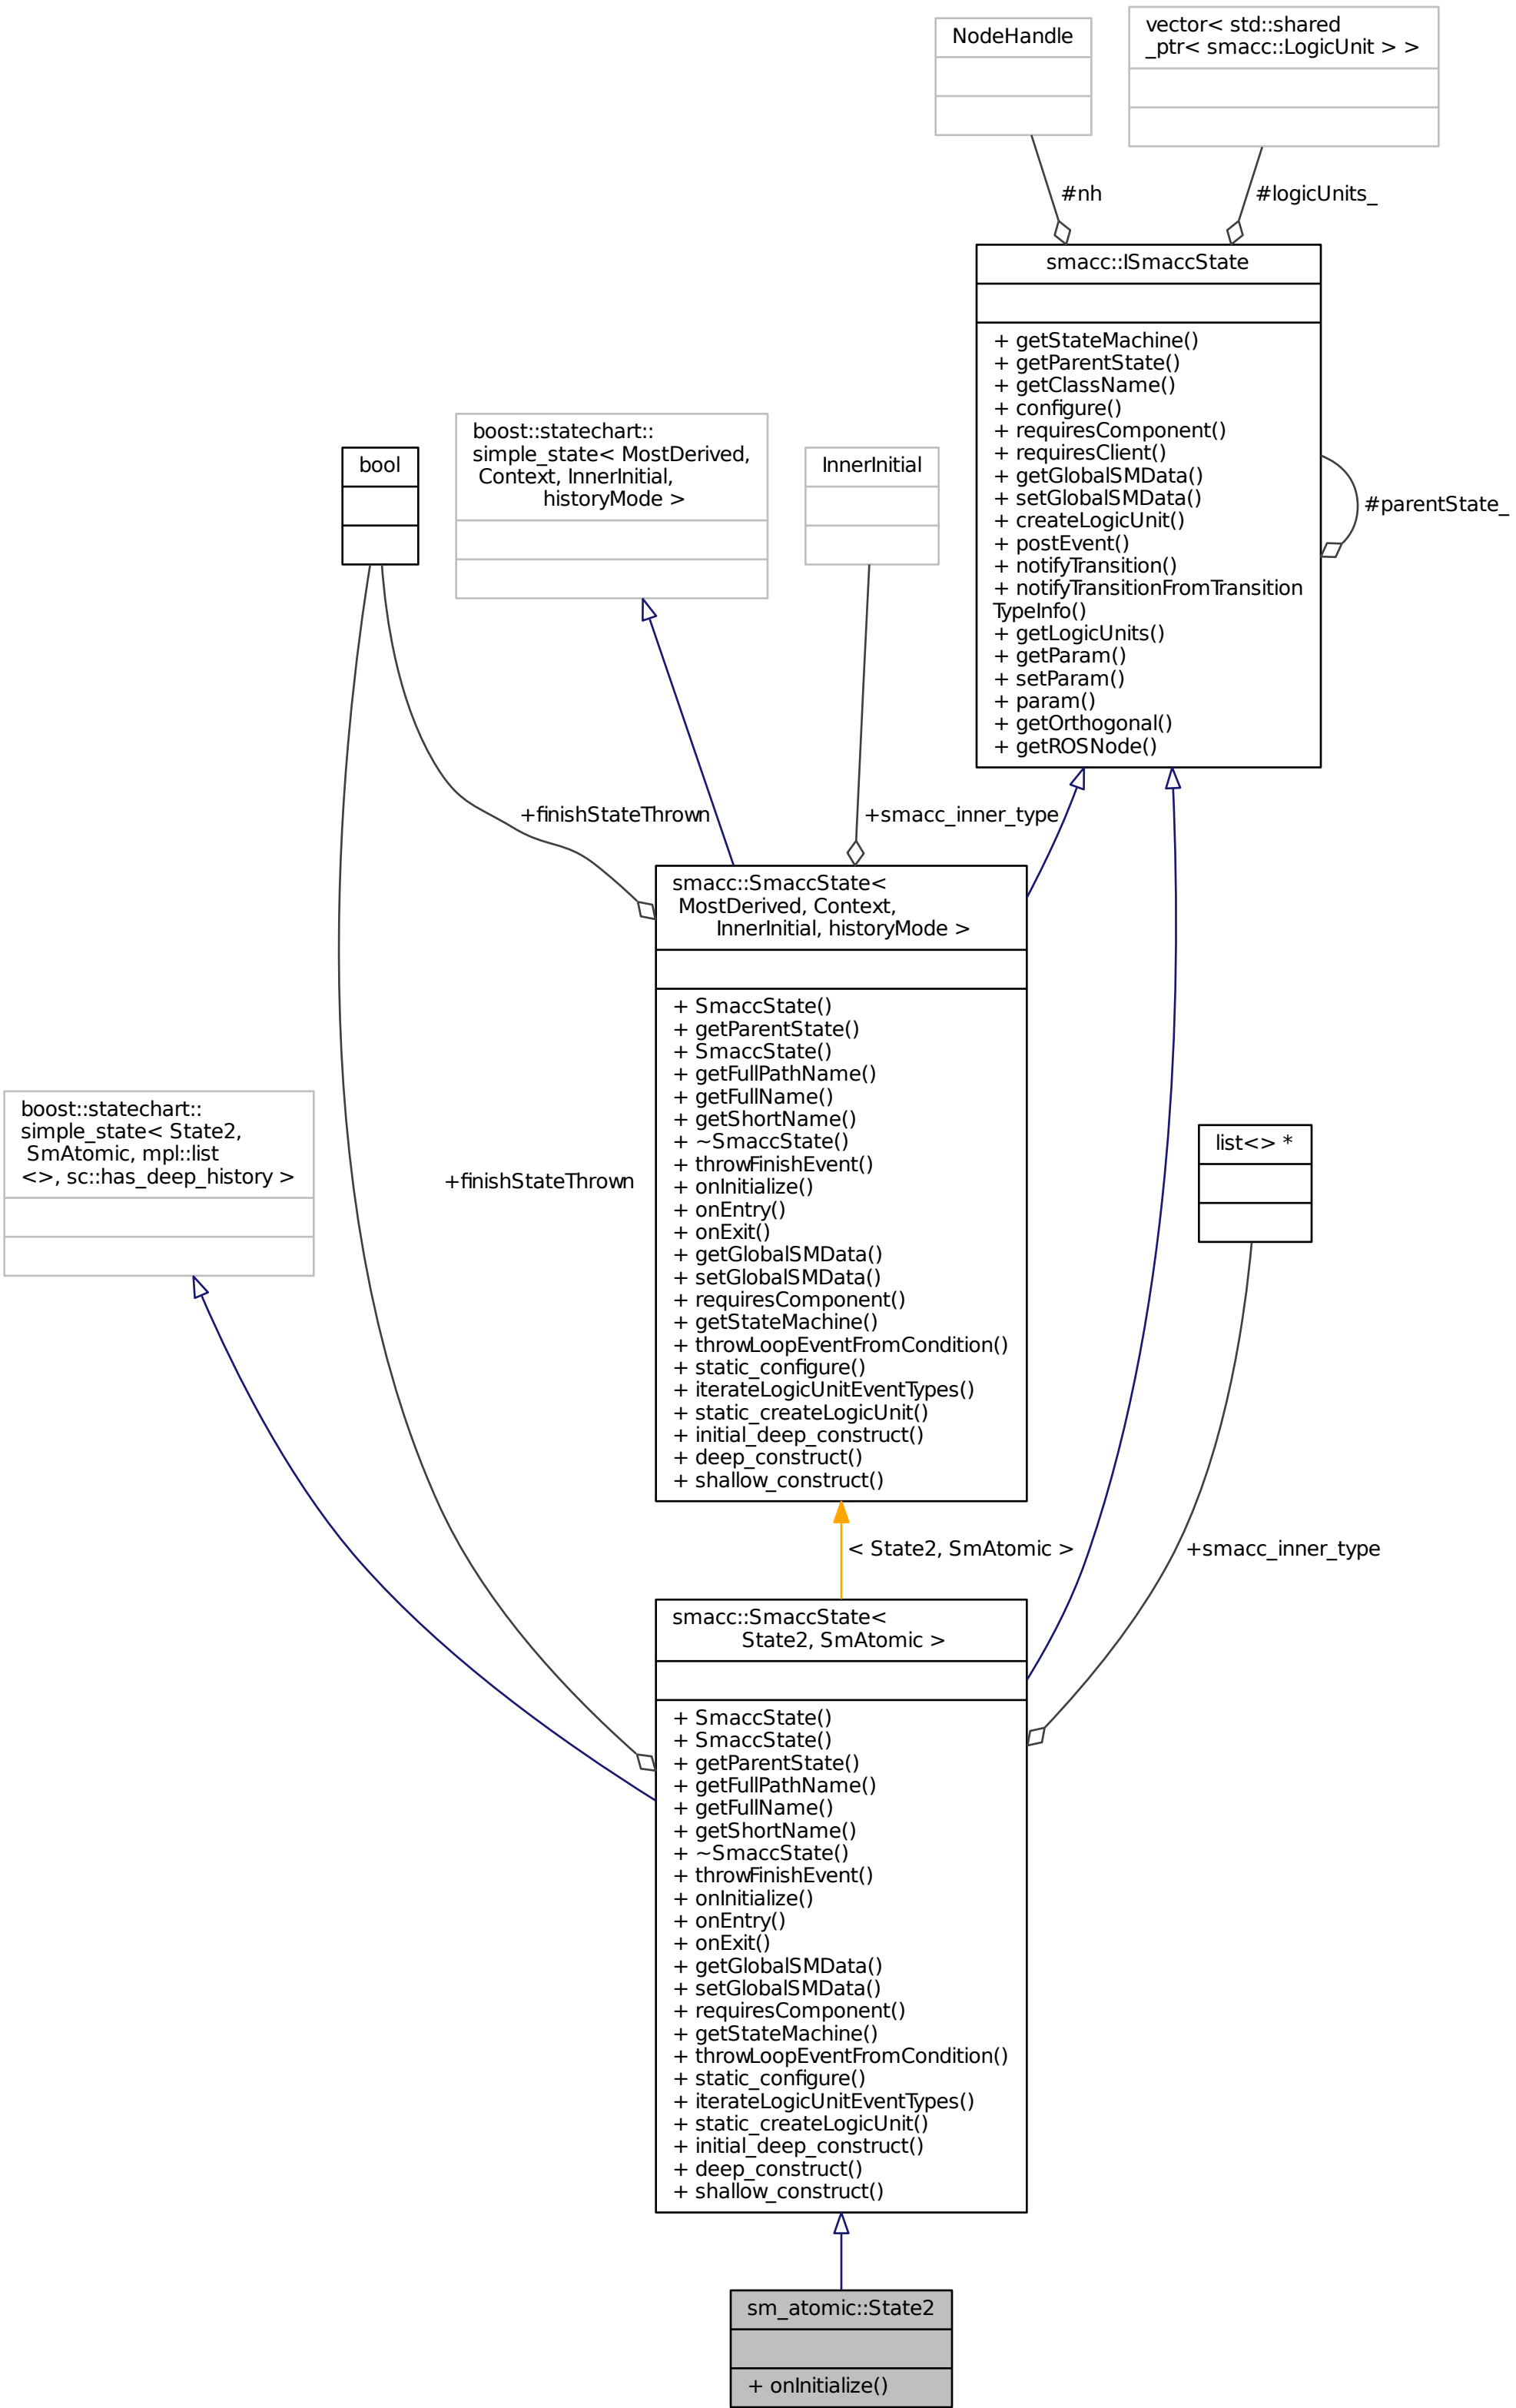 NodeHandle
vector< std::shared
_ptr< smacc::LogicUnit > >
#nh
#logicUnits_
smacc::ISmaccState
+ getStateMachine()
+ getParentState()
+ getClassName()
+ configure()
+ requiresComponent()
+ requiresClient()
+ getGlobalSMData()
+ setGlobalSMData()
+ createLogicUnit()
+ postEvent()
+ notifyTransition()
+ notifyTransitionFromTransition
TypeInfo()
+ getLogicUnits()
+ getParam()
+ setParam()
+ param()
+ getOrthogonal()
+ getROSNode()
#parentState_
bool
boost::statechart::
simple_state< MostDerived,
Context, InnerInitial,
historyMode >
InnerInitial
+finishStateThrown
+smacc_inner_type
smacc::SmaccState<
MostDerived, Context,
InnerInitial, historyMode >
+ SmaccState()
+ getParentState()
+ SmaccState()
+ getFullPathName()
+ getFullName()
+ getShortName()
+ ~SmaccState()
+ throwFinishEvent()
+ onInitialize()
+ onEntry()
+ onExit()
+ getGlobalSMData()
+ setGlobalSMData()
+ requiresComponent()
+ getStateMachine()
+ throwLoopEventFromCondition()
+ static_configure()
+ iterateLogicUnitEventTypes()
+ static_createLogicUnit()
+ initial_deep_construct()
+ deep_construct()
+ shallow_construct()
boost::statechart::
simple_state< State2,
SmAtomic, mpl::list
<>, sc::has_deep_history >
+finishStateThrown
list<> *
< State2, SmAtomic >
+smacc_inner_type
smacc::SmaccState<
State2, SmAtomic >
+ SmaccState()
+ SmaccState()
+ getParentState()
+ getFullPathName()
+ getFullName()
+ getShortName()
+ ~SmaccState()
+ throwFinishEvent()
+ onInitialize()
+ onEntry()
+ onExit()
+ getGlobalSMData()
+ setGlobalSMData()
+ requiresComponent()
+ getStateMachine()
+ throwLoopEventFromCondition()
+ static_configure()
+ iterateLogicUnitEventTypes()
+ static_createLogicUnit()
+ initial_deep_construct()
+ deep_construct()
+ shallow_construct()
sm_atomic::State2
+ onInitialize()